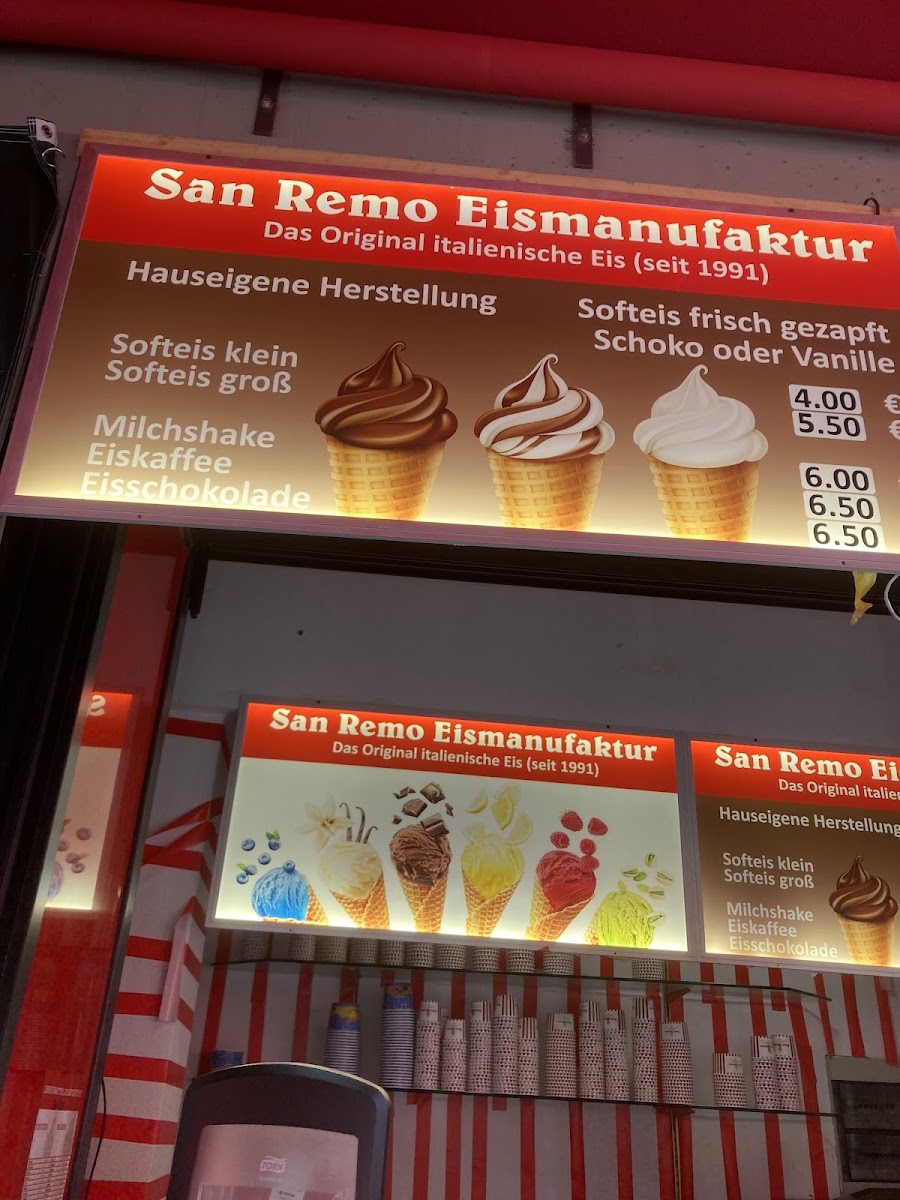 San Remo Eismanufaktur
Das Original italienische Eis (seit 1991)
Hauseigene Herstellung
Softeis frisch gezapft
Schoko oder Vanille
Softeis klein 4.00 €
Softeis groß 5.50 €
Milchshake 6.00
Eiskaffee 6.50
Eisschokolade 6.50
San Remo Eismanufaktur
Das Original italienische Eis (seit 1991)
San Remo Ei
Das Original italie
Hauseigene Herstellung
Softeis klein
Softeis groß
Milchshake
Eiskaffee
Eisschokolade
TORK